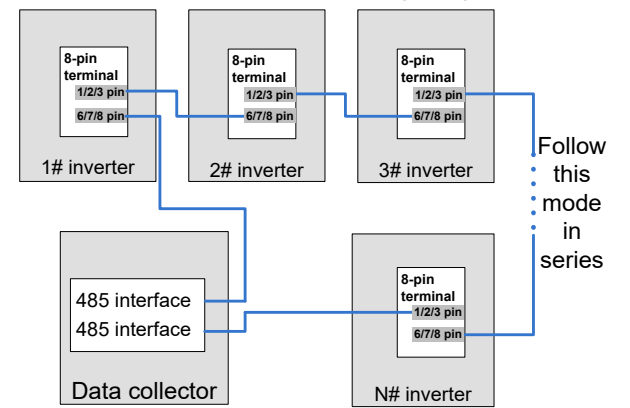 8-pin
terminal
1/2/3 pin
6/7/8 pin
1# inverter
8-pin
terminal
1/2/3 pin
6/7/8 pin
2# inverter
8-pin
terminal
1/2/3 pin
6/7/8 pin
3# inverter
Follow
this
mode
in
series
485 interface
485 interface
Data collector
8-pin
terminal
1/2/3 pin
6/7/8 pin
N# inverter